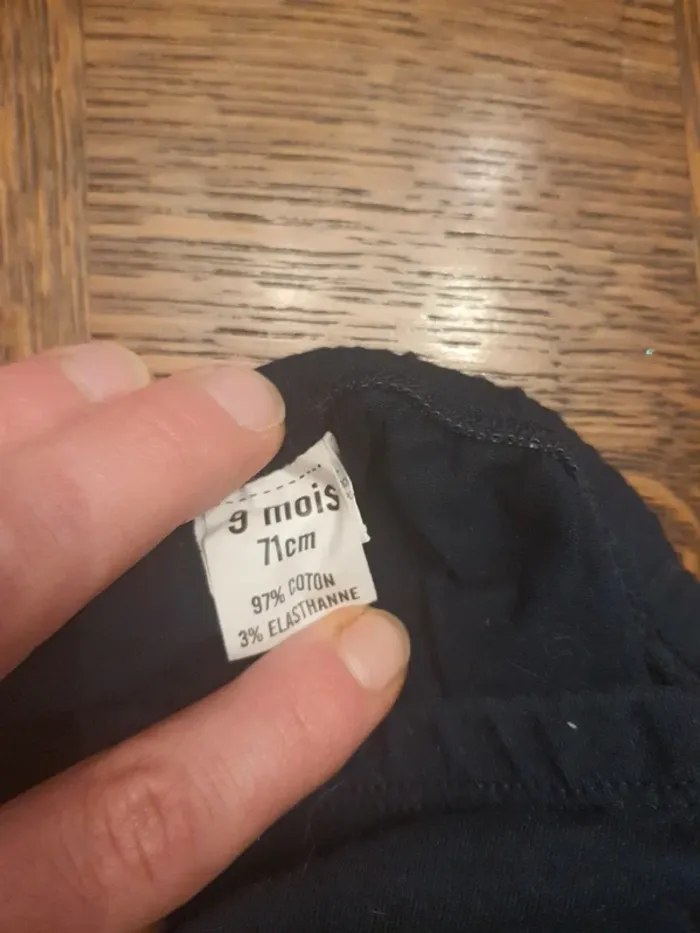 9 mois
71cm
97% COTON
3% ELASTHANNE